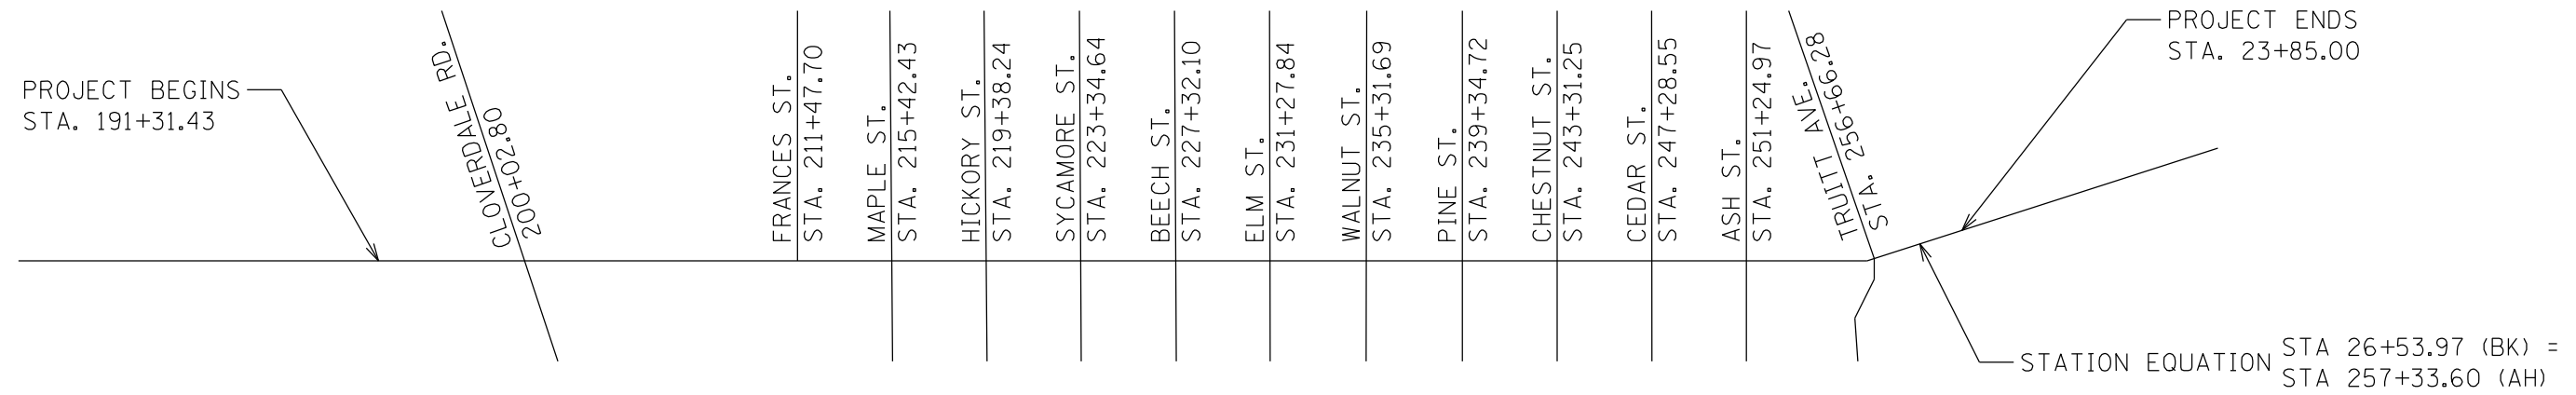 PROJECT BEGINS
STA. 191+31.43
CLOVERDALE RD.
200+02.80
FRANCES ST.
STA. 211+47.70
MAPLE ST.
STA. 215+42.43
HICKORY ST.
STA. 219+38.24
SYCAMORE ST.
STA. 223+34.64
BEECH ST.
STA. 227+32.10
ELM ST.
STA. 231+27.84
WALNUT ST.
STA. 235+31.69
PINE ST.
STA. 239+34.72
CHESTNUT ST.
STA. 243+31.25
CEDAR ST.
STA. 247+28.55
ASH ST.
STA. 251+24.97
TRUITT AVE.
STA. 256+66.28
PROJECT ENDS
STA. 23+85.00
STATION EQUATION
STA 26+53.97 (BK) =
STA 257+33.60 (AH)